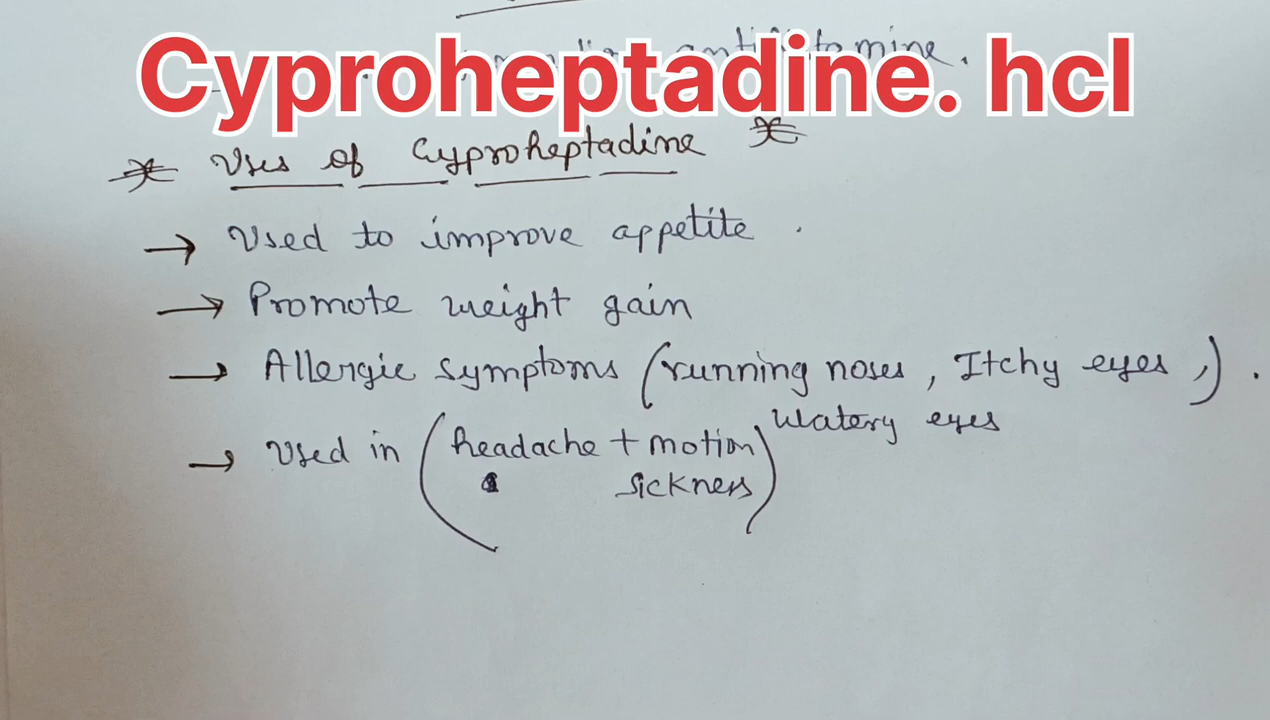 Cyproheptadine. hcl
Uses of Cyproheptadine
→ Used to improve appetite .
→ Promote weight gain
→ Allergic symptoms (running noses, Itchy eyes,) .
watery eyes
→ Used in (headache + motion
sickness)